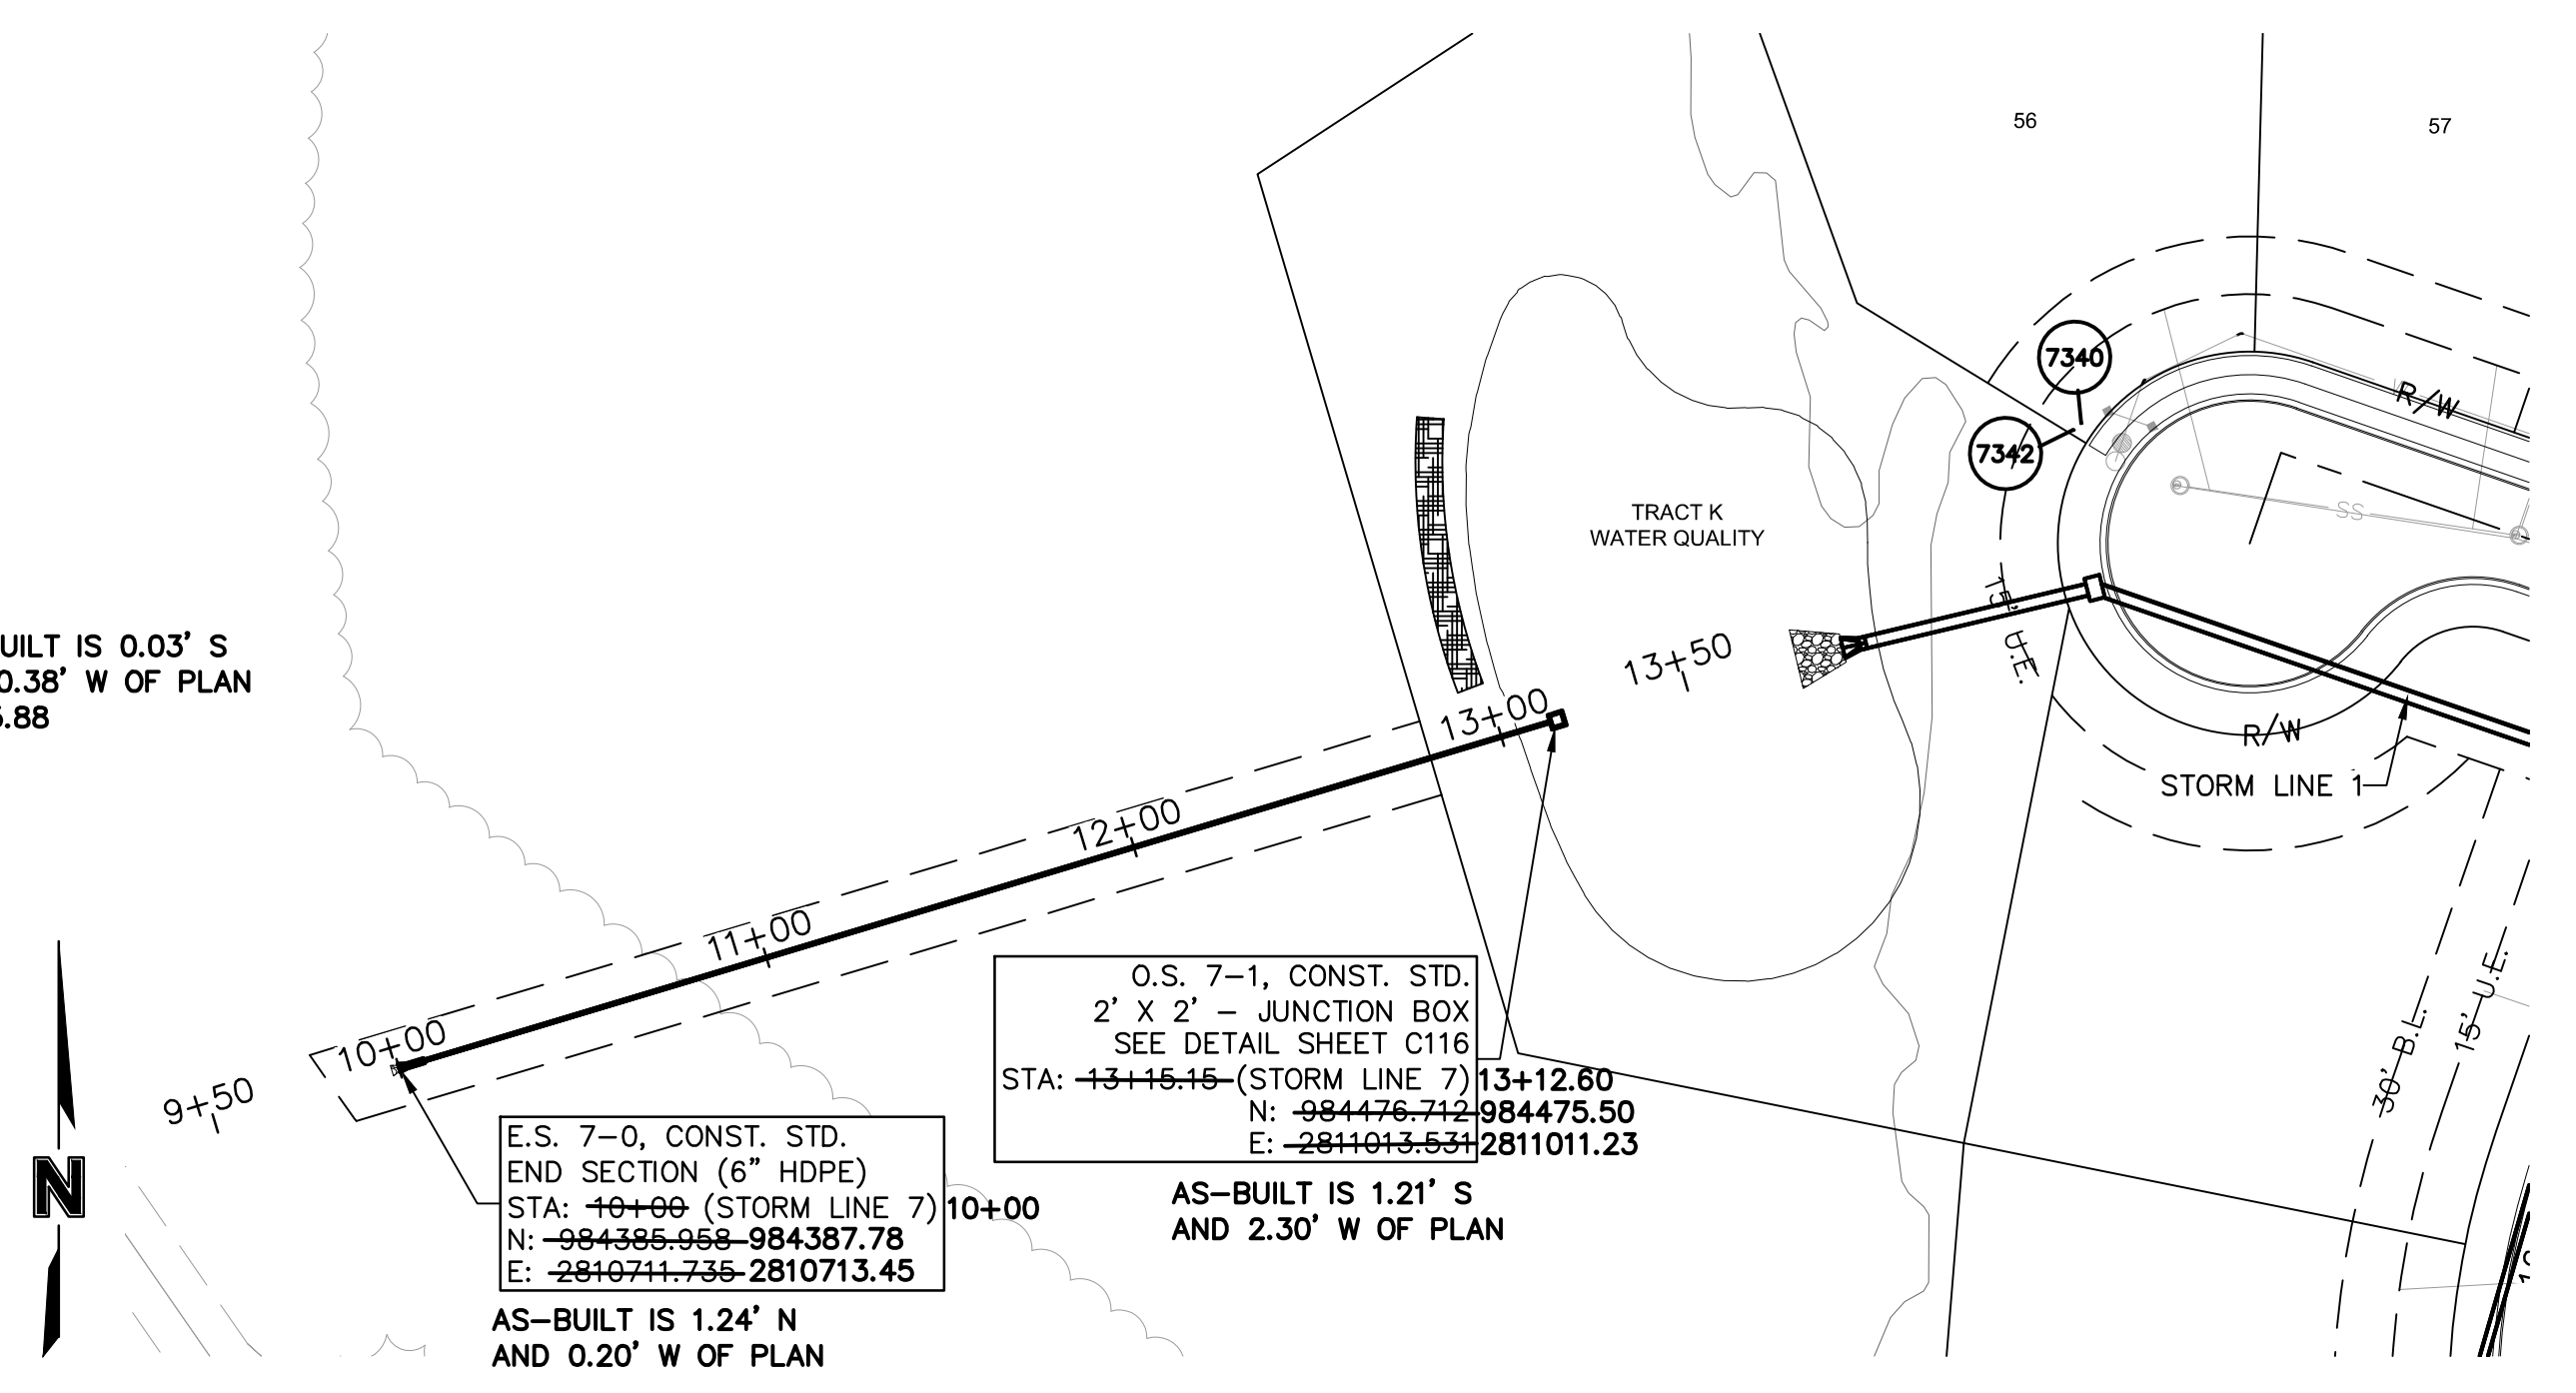 56
57
7340
7342
R/W
SS
TRACT K
WATER QUALITY
15' U.E.
UILT IS 0.03' S
0.38' W OF PLAN
.88
13+50
13+00
R/W
STORM LINE 1
12+00
11+00
10+00
9+50
N
30' B.L.
15' U.E.
O.S. 7-1, CONST. STD.
2' X 2' - JUNCTION BOX
SEE DETAIL SHEET C116
STA: 13+15.15 (STORM LINE 7) 13+12.60
N: 984476.712 984475.50
E: 2811013.531 2811011.23
AS-BUILT IS 1.21' S
AND 2.30' W OF PLAN
E.S. 7-0, CONST. STD.
END SECTION (6" HDPE)
STA: 10+00 (STORM LINE 7) 10+00
N: 984385.958 984387.78
E: 2810711.735 2810713.45
AS-BUILT IS 1.24' N
AND 0.20' W OF PLAN